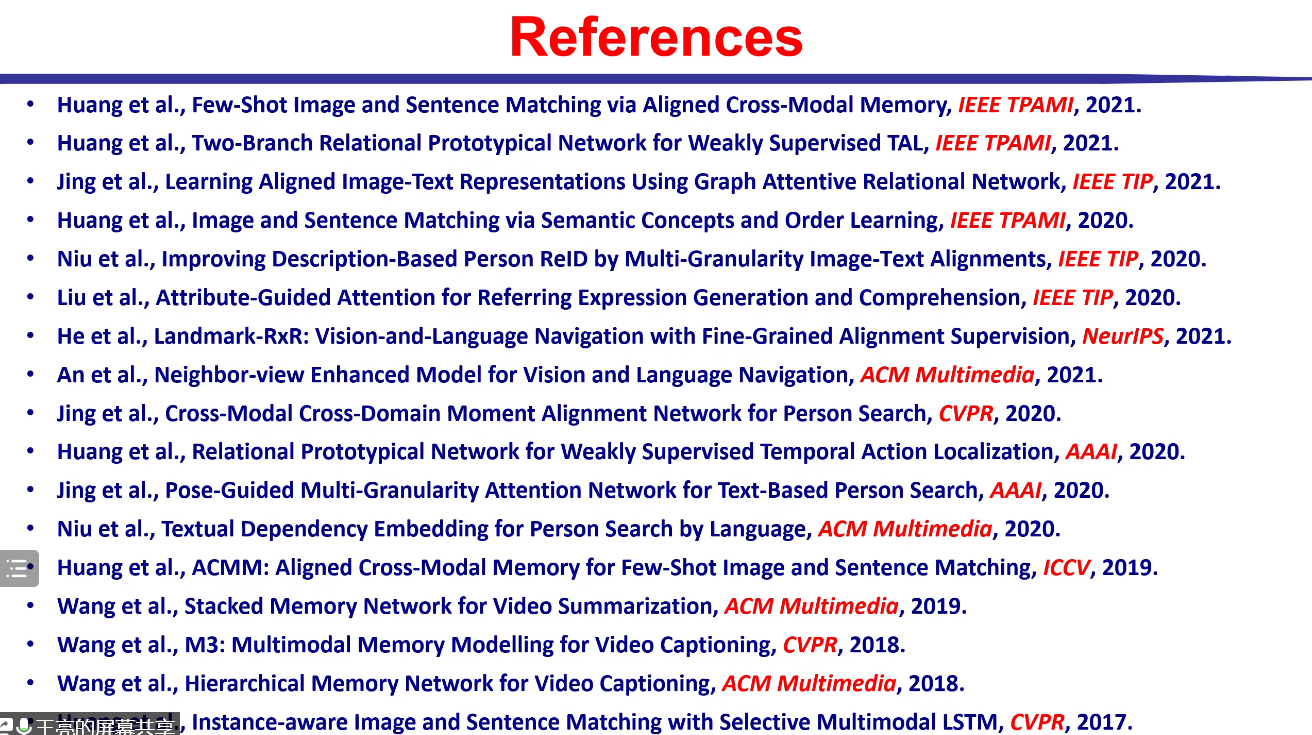 References
• Huang et al., Few-Shot Image and Sentence Matching via Aligned Cross-Modal Memory, IEEE TPAMI, 2021.
• Huang et al., Two-Branch Relational Prototypical Network for Weakly Supervised TAL, IEEE TPAMI, 2021.
• Jing et al., Learning Aligned Image-Text Representations Using Graph Attentive Relational Network, IEEE TIP, 2021.
• Huang et al., Image and Sentence Matching via Semantic Concepts and Order Learning, IEEE TPAMI, 2020.
• Niu et al., Improving Description-Based Person ReID by Multi-Granularity Image-Text Alignments, IEEE TIP, 2020.
• Liu et al., Attribute-Guided Attention for Referring Expression Generation and Comprehension, IEEE TIP, 2020.
• He et al., Landmark-RxR: Vision-and-Language Navigation with Fine-Grained Alignment Supervision, NeurIPS, 2021.
• An et al., Neighbor-view Enhanced Model for Vision and Language Navigation, ACM Multimedia, 2021.
• Jing et al., Cross-Modal Cross-Domain Moment Alignment Network for Person Search, CVPR, 2020.
• Huang et al., Relational Prototypical Network for Weakly Supervised Temporal Action Localization, AAAI, 2020.
• Jing et al., Pose-Guided Multi-Granularity Attention Network for Text-Based Person Search, AAAI, 2020.
• Niu et al., Textual Dependency Embedding for Person Search by Language, ACM Multimedia, 2020.
• Huang et al., ACMM: Aligned Cross-Modal Memory for Few-Shot Image and Sentence Matching, ICCV, 2019.
• Wang et al., Stacked Memory Network for Video Summarization, ACM Multimedia, 2019.
• Wang et al., M3: Multimodal Memory Modelling for Video Captioning, CVPR, 2018.
• Wang et al., Hierarchical Memory Network for Video Captioning, ACM Multimedia, 2018.
, Instance-aware Image and Sentence Matching with Selective Multimodal LSTM, CVPR, 2017.
王亮的屏幕共享